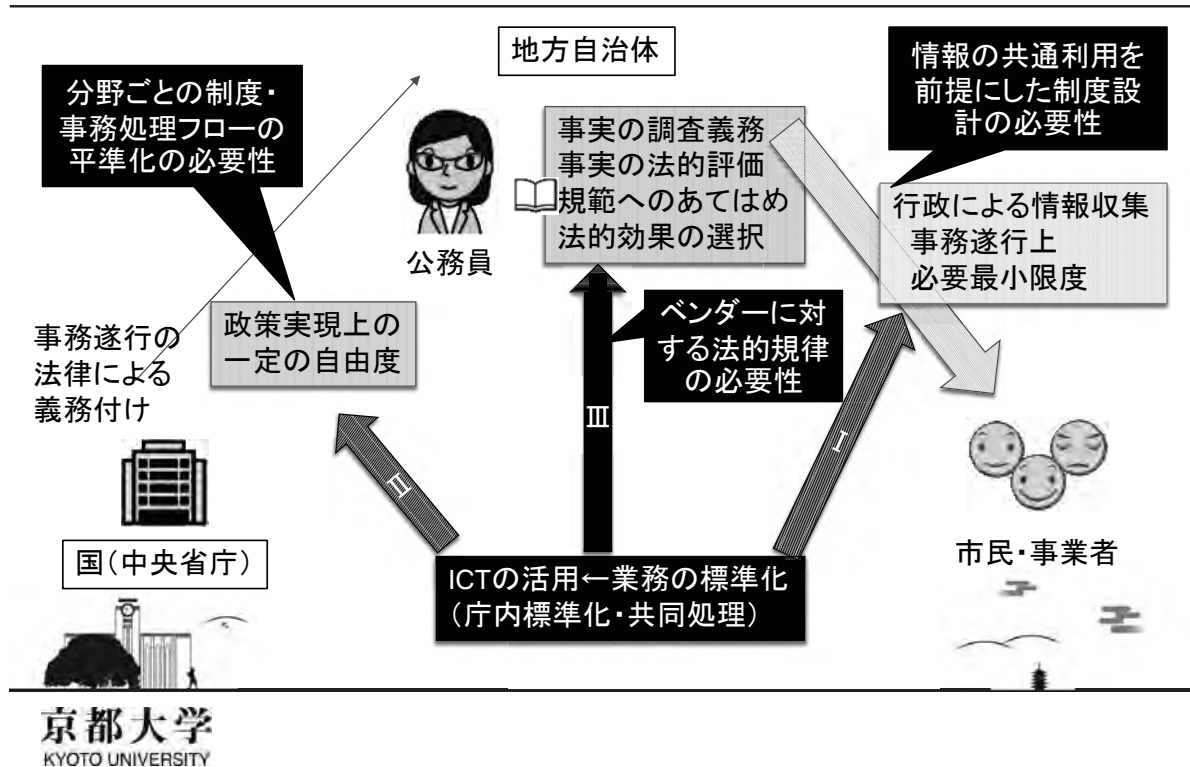 地方自治体
分野ごとの制度・
事務処理フローの
平準化の必要性
情報の共通利用を
前提にした制度設
計の必要性
事実の調査義務
事実の法的評価
規範へのあてはめ
法的効果の選択
公務員
行政による情報収集
事務遂行上
必要最小限度
政策実現上の
一定の自由度
ベンダーに対
する法的規律
の必要性
事務遂行の
法律による
義務付け
Ⅱ
Ⅲ
Ⅰ
国(中央省庁)
ICTの活用←業務の標準化
(庁内標準化・共同処理)
市民・事業者
京都大学
KYOTO UNIVERSITY